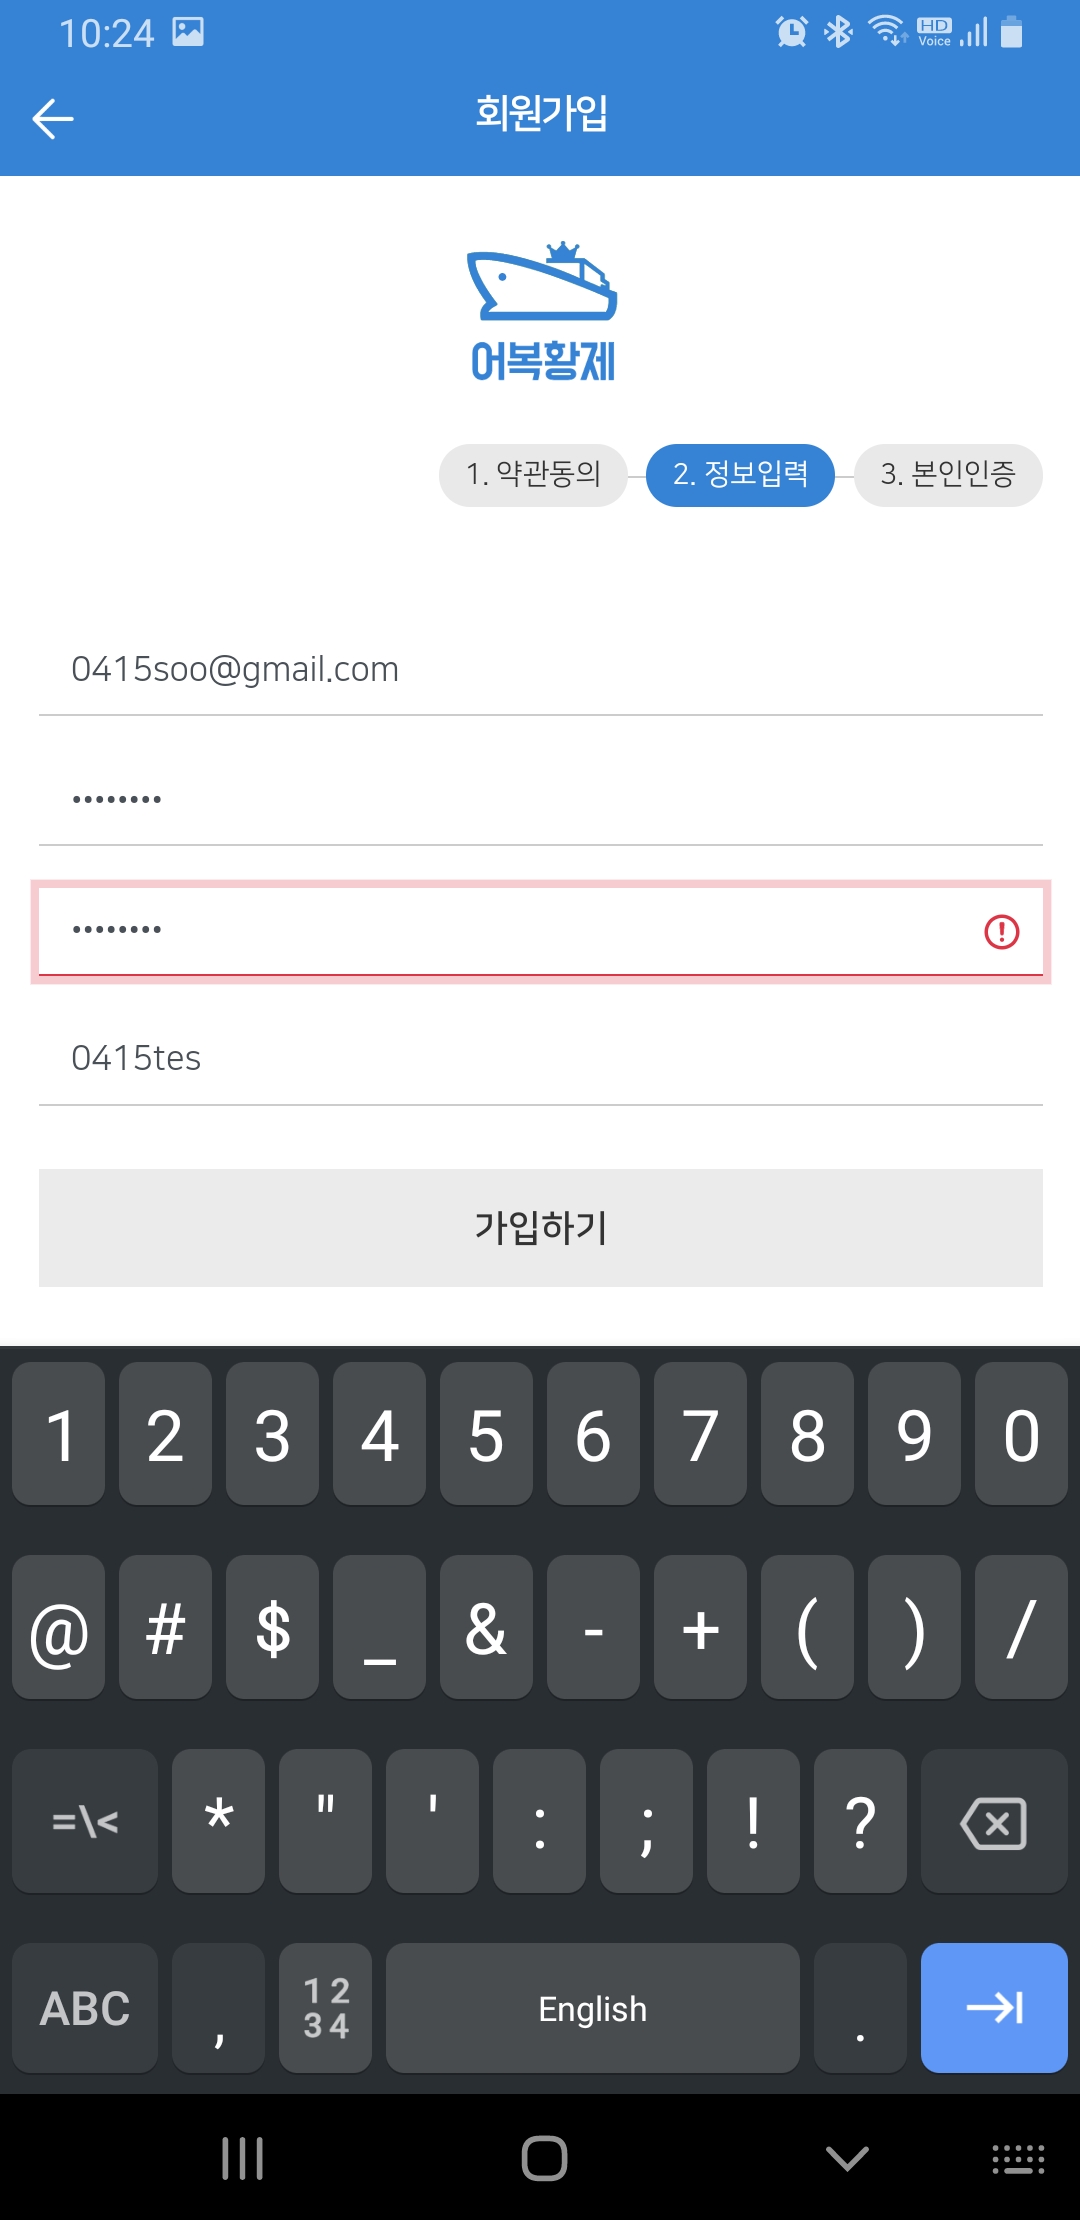 10:24
HD
Voice
회원가입
어복황제
1. 약관동의
2. 정보입력
3. 본인인증
0415soo@gmail.com
••••••••
••••••••
0415tes
가입하기
1 2 3 4 5 6 7 8 9 0
@ # $ _ & - + ( ) /
=\< * " ' : ; ! ?
ABC , 12 34 English .